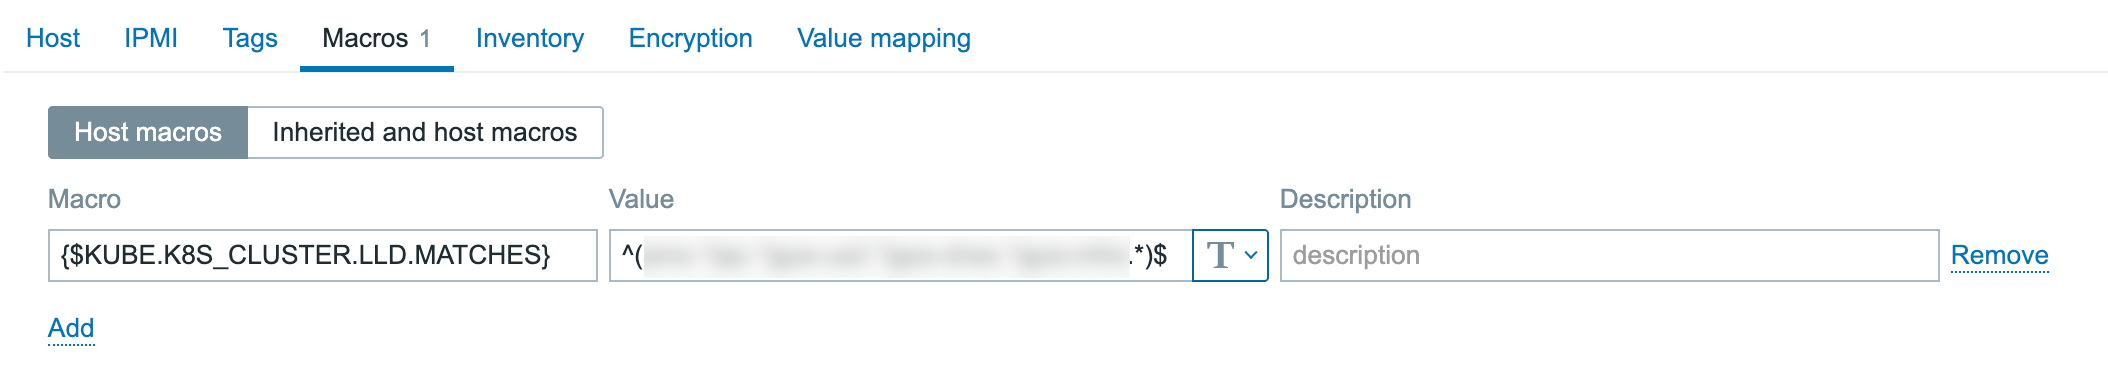 Host IPMI Tags Macros 1 Inventory Encryption Value mapping
Host macros Inherited and host macros
Macro Value Description
{$KUBE.K8S_CLUSTER.LLD.MATCHES} ^( .*)$ T description Remove
Add